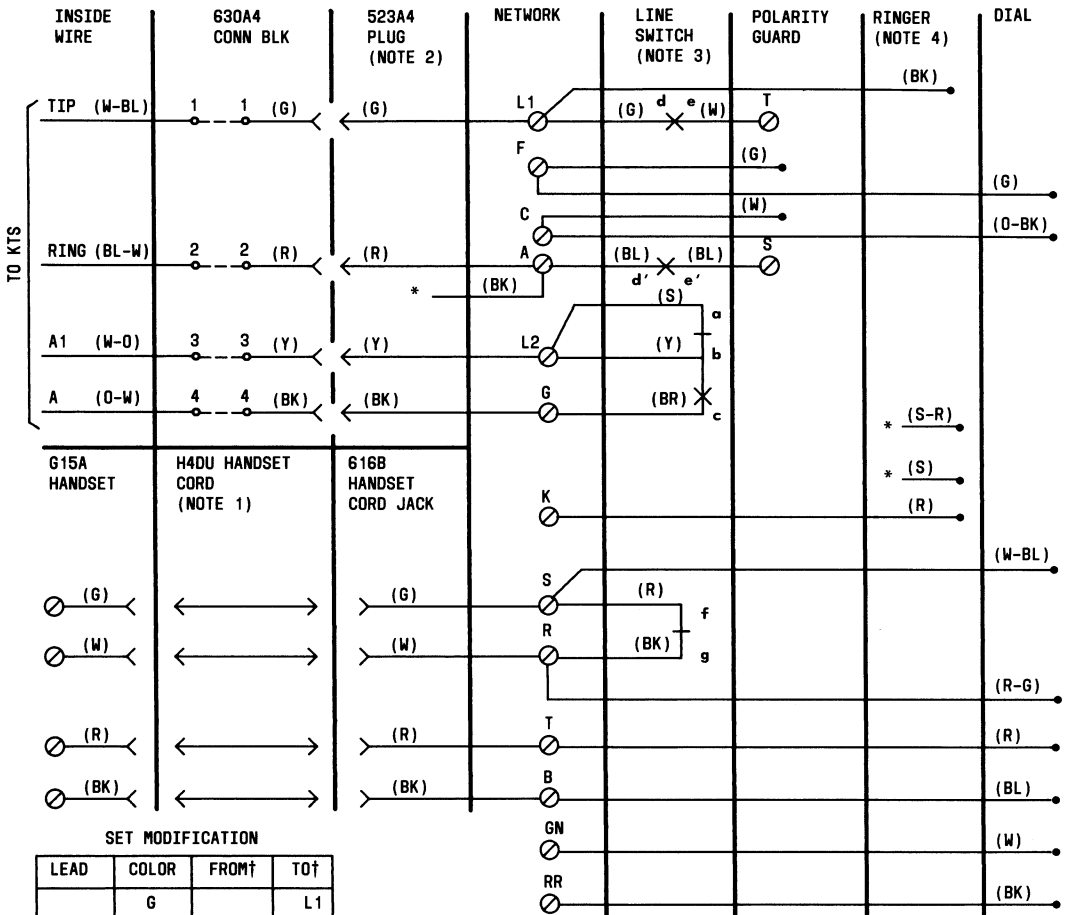 INSIDE WIRE
630A4 CONN BLK
523A4 PLUG (NOTE 2)
NETWORK
LINE SWITCH (NOTE 3)
POLARITY GUARD
RINGER (NOTE 4)
DIAL
(BK)
TO KTS
TIP (W-BL) 1 1 (G) (G) L1 (G) d e (W) T
F (G)
(G)
C (W)
(O-BK)
RING (BL-W) 2 2 (R) (R) A (BL) (BL) S
d' e'
* (BK)
(S)
a
A1 (W-O) 3 3 (Y) (Y) L2 (Y) b
A (O-W) 4 4 (BK) (BK) G (BR) c
* (S-R)
G15A HANDSET
H4DU HANDSET CORD (NOTE 1)
616B HANDSET CORD JACK
* (S)
K (R)
(W-BL)
(G) (G) S (R) f
(W) (W) R (BK) g
(R-G)
(R) (R) T (R)
(BK) (BK) B (BL)
SET MODIFICATION
GN (W)
LEAD COLOR FROM† TO†
RR (BK)
G L1